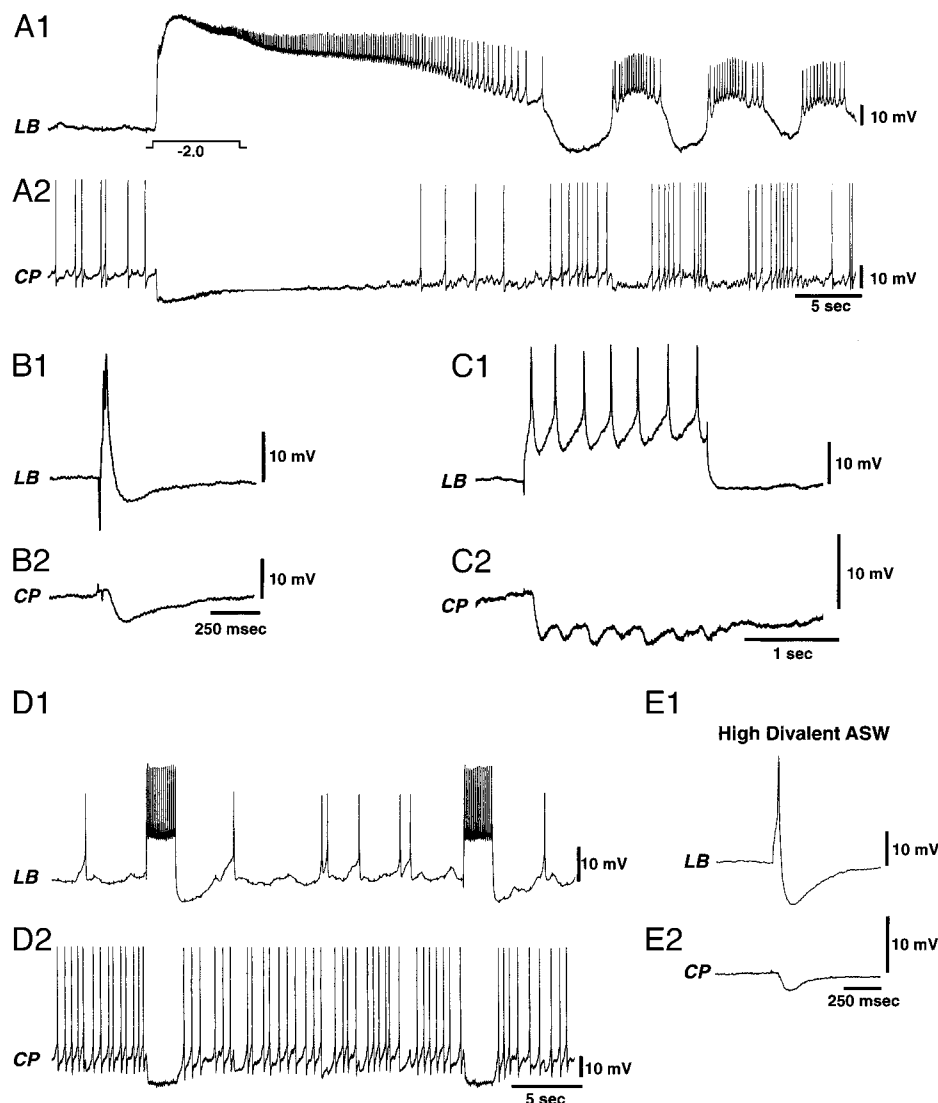 A1
LB
-2.0
10 mV
A2
CP
10 mV
5 sec
B1
LB
10 mV
B2
CP
10 mV
250 msec
C1
LB
10 mV
C2
CP
10 mV
1 sec
D1
LB
10 mV
D2
CP
10 mV
5 sec
E1
High Divalent ASW
LB
10 mV
E2
CP
10 mV
250 msec